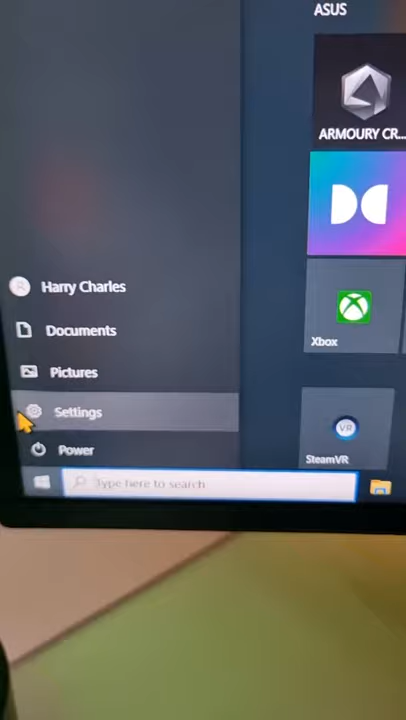 ASUS
ARMOURY CR...
Harry Charles
Documents
Xbox
Pictures
Settings
VR
SteamVR
Power
Type here to search